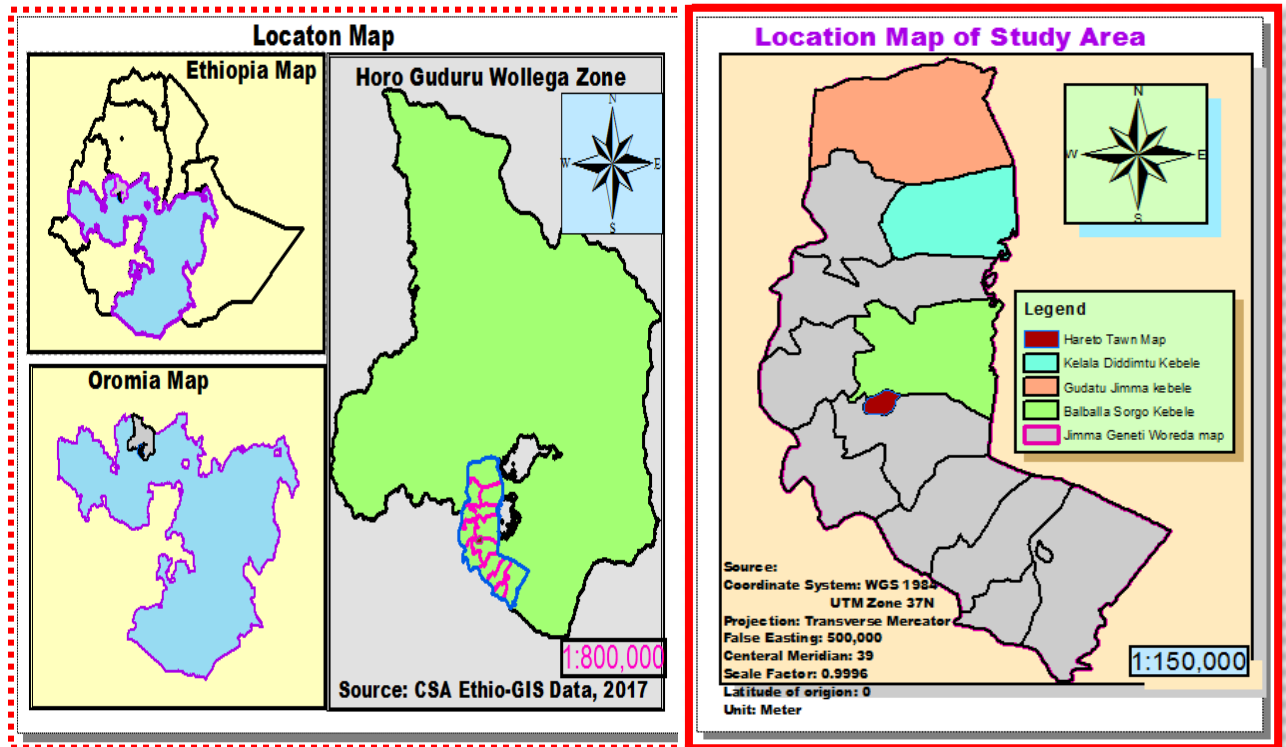 Locaton Map
Ethiopia Map
Oromia Map
Horo Guduru Wollega Zone
N
W
E
S
1:800,000
Source: CSA Ethio-GIS Data, 2017
Location Map of Study Area
N
W
E
S
Legend
Hareto Tawn Map
Kelala Diddimtu Kebele
Gudatu Jimma kebele
Balballa Sorgo Kebele
Jimma Geneti Woreda map
Source:
Coordinate System: WGS 1984
UTM Zone 37N
Projection: Transverse Mercator
False Easting: 500,000
Centeral Meridian: 39
Scale Factor: 0.9996
Latitude of origin: 0
Unit: Meter
1:150,000